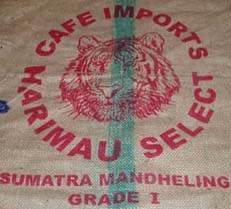 CAFE IMPORTS
HARIMAU SELECT
SUMATRA MANDHELING
GRADE I